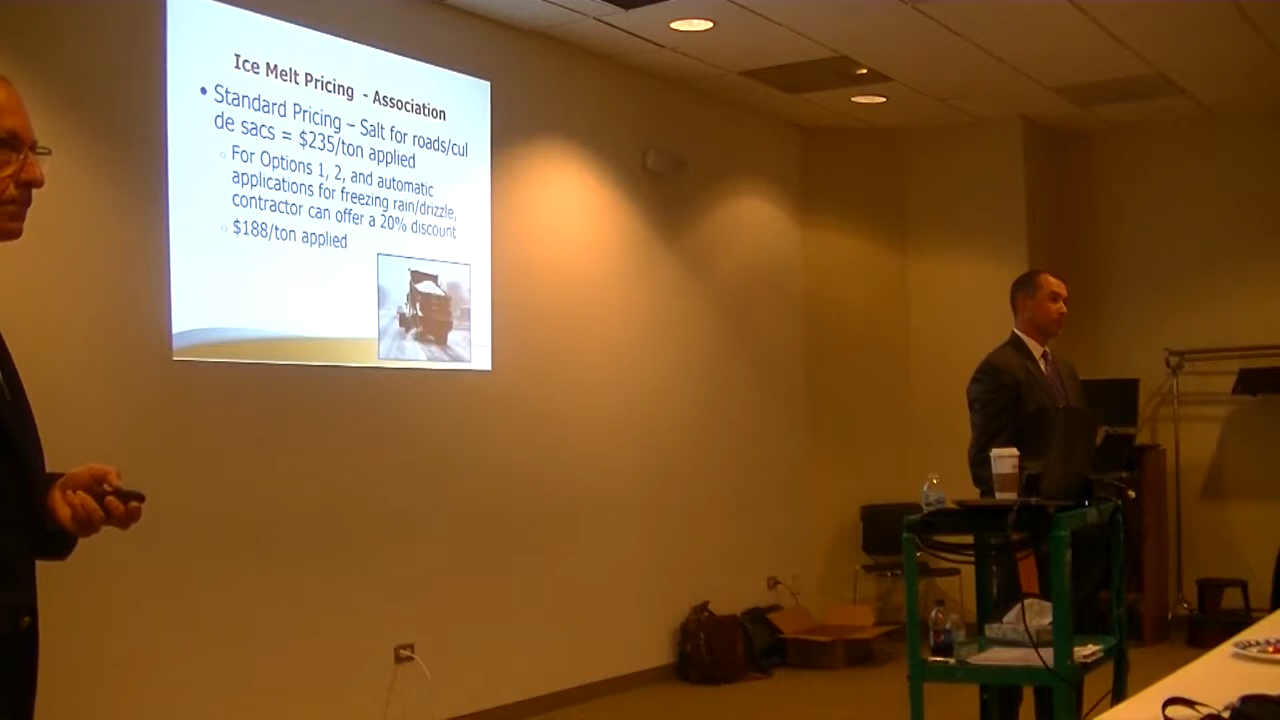 Ice Melt Pricing - Association
• Standard Pricing – Salt for roads/cul
de sacs = $235/ton applied
○ For Options 1, 2, and automatic
applications for freezing rain/drizzle,
contractor can offer a 20% discount
○ $188/ton applied